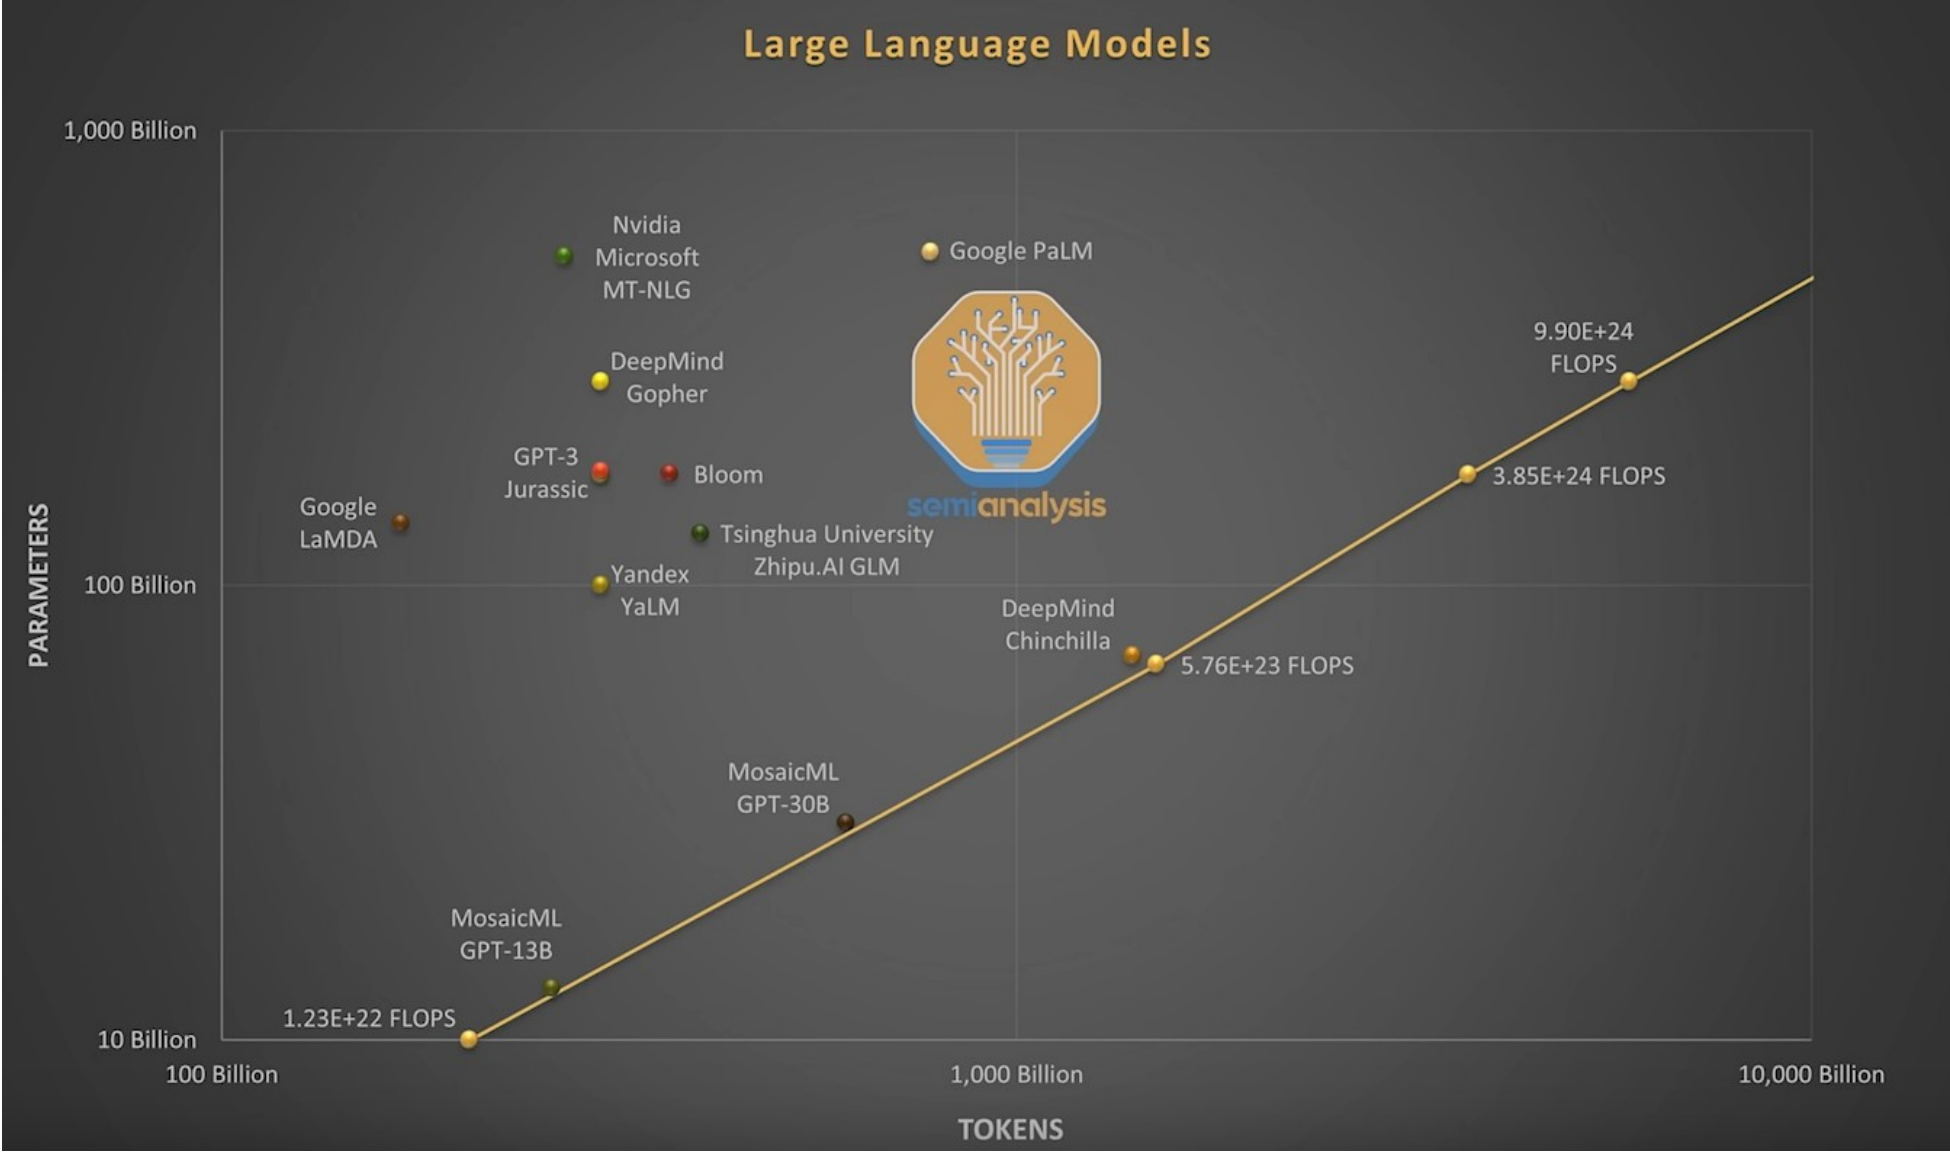 Large Language Models
1,000 Billion
Nvidia
Microsoft
MT-NLG
Google PaLM
9.90E+24
FLOPS
DeepMind
Gopher
GPT-3
Jurassic
Bloom
3.85E+24 FLOPS
semianalysis
Google
LaMDA
Tsinghua University
Zhipu.AI GLM
PARAMETERS
100 Billion
Yandex
YaLM
DeepMind
Chinchilla
5.76E+23 FLOPS
MosaicML
GPT-30B
MosaicML
GPT-13B
1.23E+22 FLOPS
10 Billion
100 Billion
1,000 Billion
10,000 Billion
TOKENS